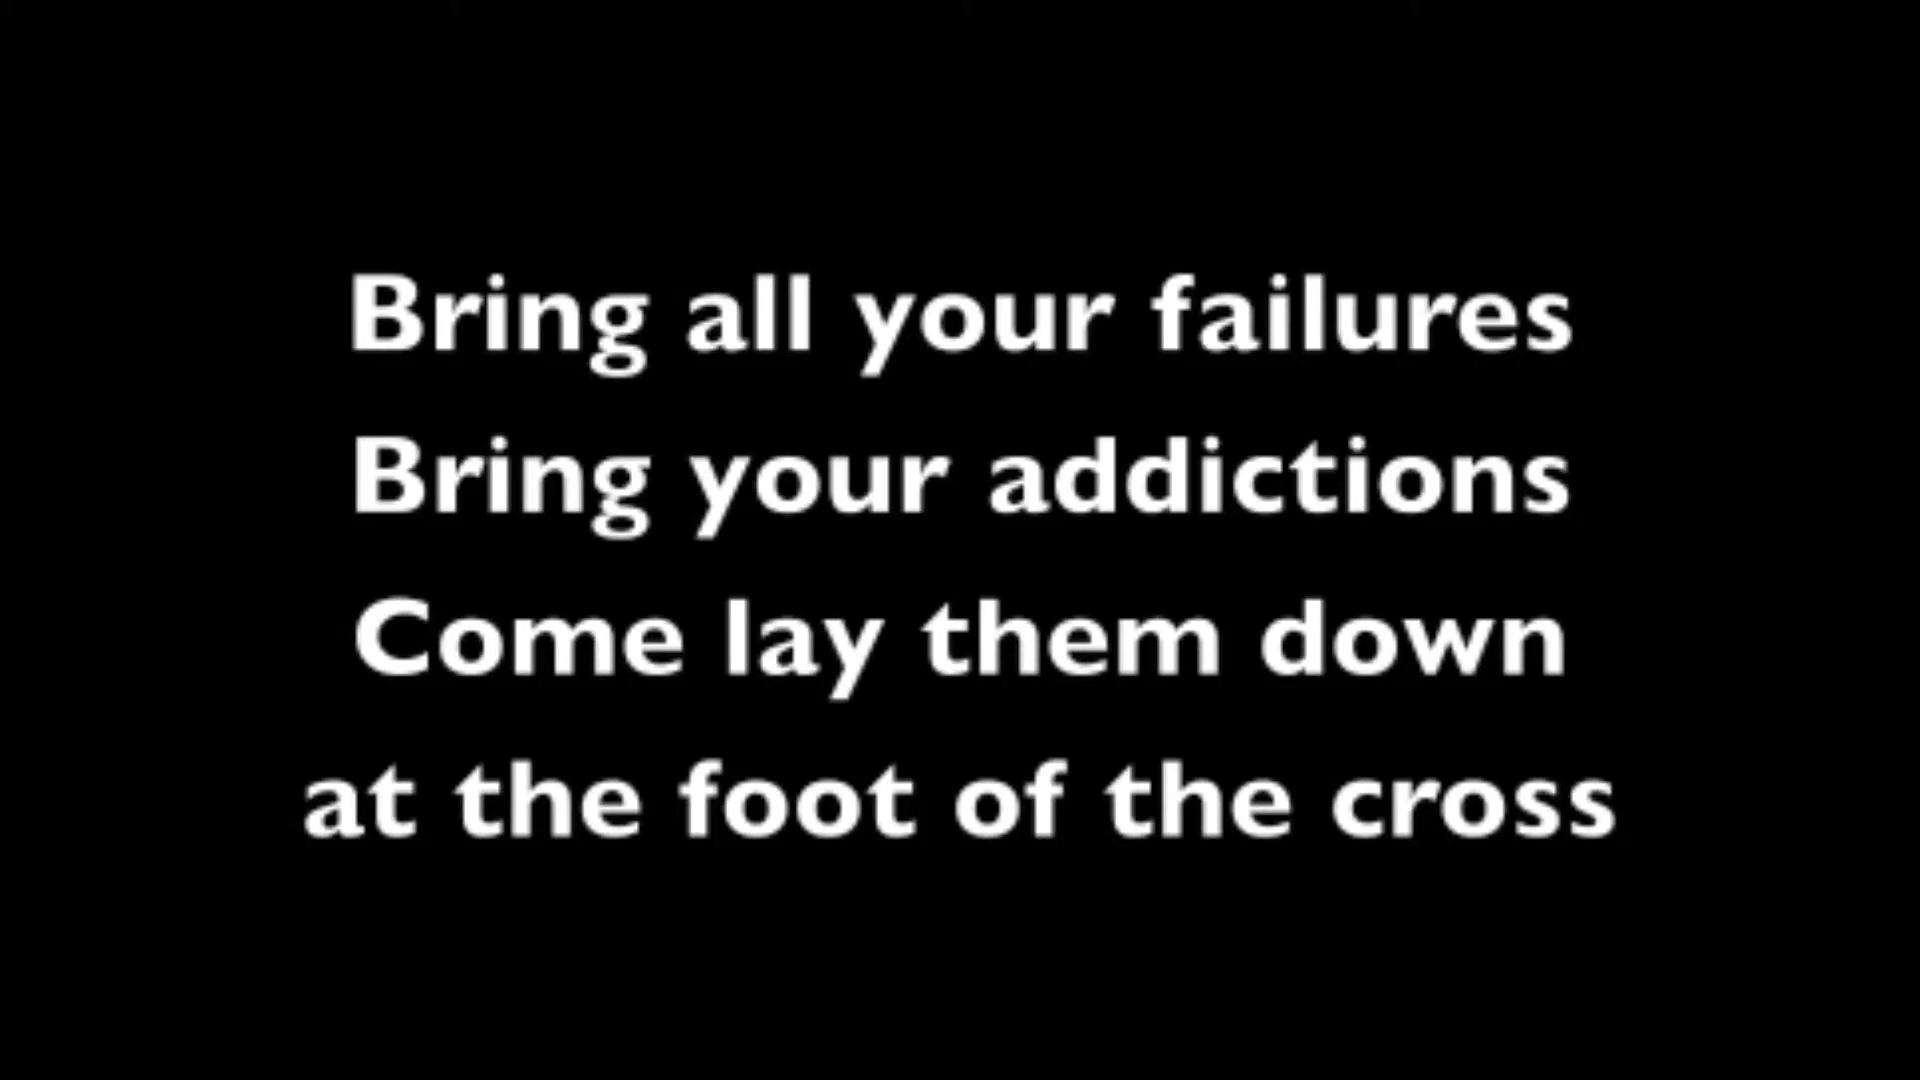 Bring all your failures
Bring your addictions
Come lay them down
at the foot of the cross